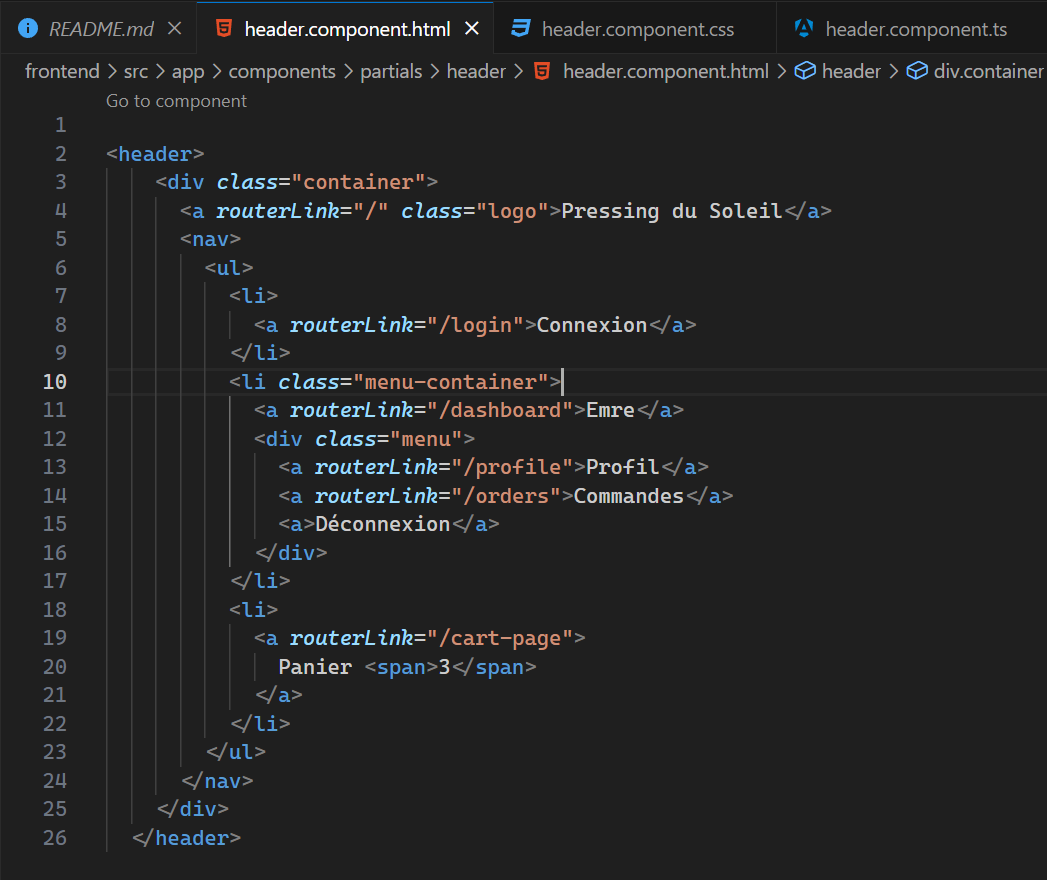 README.md
header.component.html
header.component.css
header.component.ts
frontend > src > app > components > partials > header > header.component.html > header > div.container
Go to component
1
2 <header>
3 <div class="container">
4 <a routerLink="/" class="logo">Pressing du Soleil</a>
5 <nav>
6 <ul>
7 <li>
8 <a routerLink="/login">Connexion</a>
9 </li>
10 <li class="menu-container">
11 <a routerLink="/dashboard">Emre</a>
12 <div class="menu">
13 <a routerLink="/profile">Profil</a>
14 <a routerLink="/orders">Commandes</a>
15 <a>Déconnexion</a>
16 </div>
17 </li>
18 <li>
19 <a routerLink="/cart-page">
20 Panier <span>3</span>
21 </a>
22 </li>
23 </ul>
24 </nav>
25 </div>
26 </header>